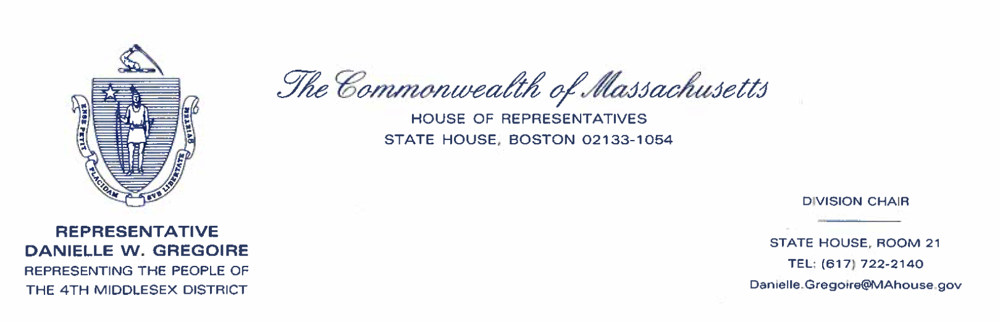 The Commonwealth of Massachusetts
HOUSE OF REPRESENTATIVES
STATE HOUSE, BOSTON 02133-1054
ENSE PETIT
PLACIDAM
SVB LIBERTATE
QVIETEM
REPRESENTATIVE
DANIELLE W. GREGOIRE
REPRESENTING THE PEOPLE OF
THE 4TH MIDDLESEX DISTRICT
DIVISION CHAIR
STATE HOUSE, ROOM 21
TEL: (617) 722-2140
Danielle.Gregoire@MAhouse.gov